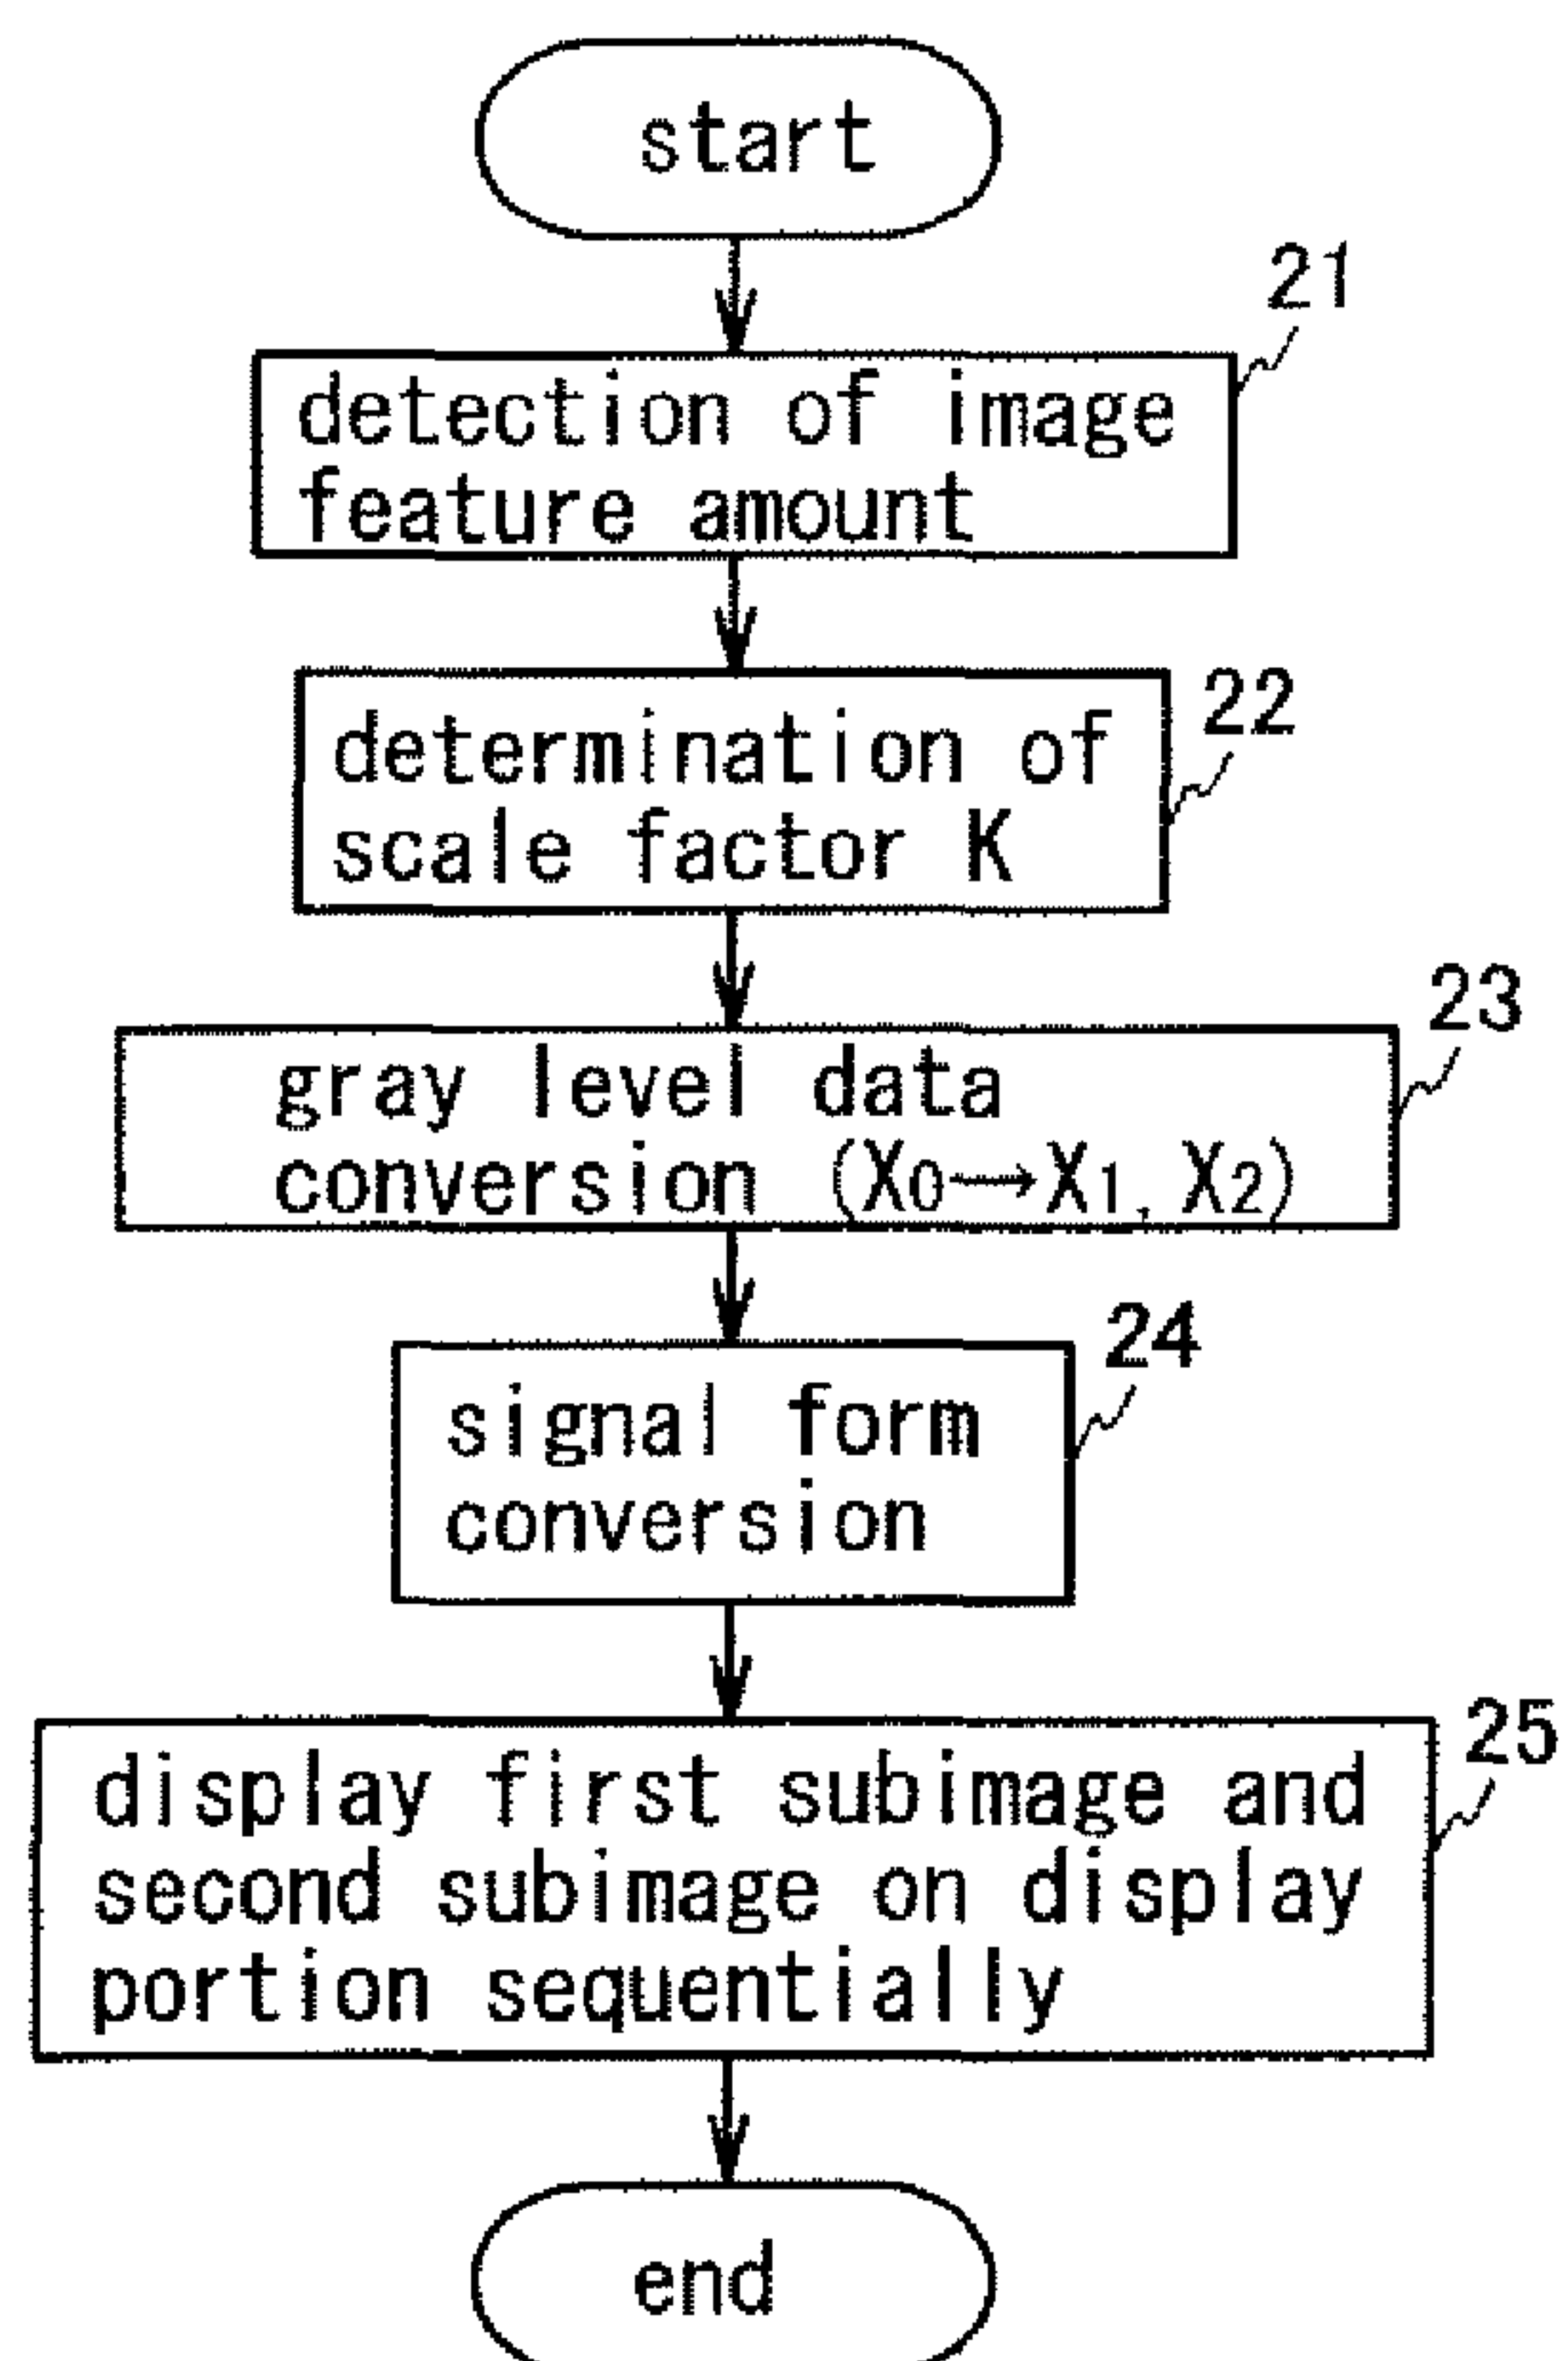 start
21
detection of image
feature amount
22
determination of
scale factor K
23
gray level data
conversion (X0→X1, X2)
24
signal form
conversion
25
display first subimage and
second subimage on display
portion sequentially
end